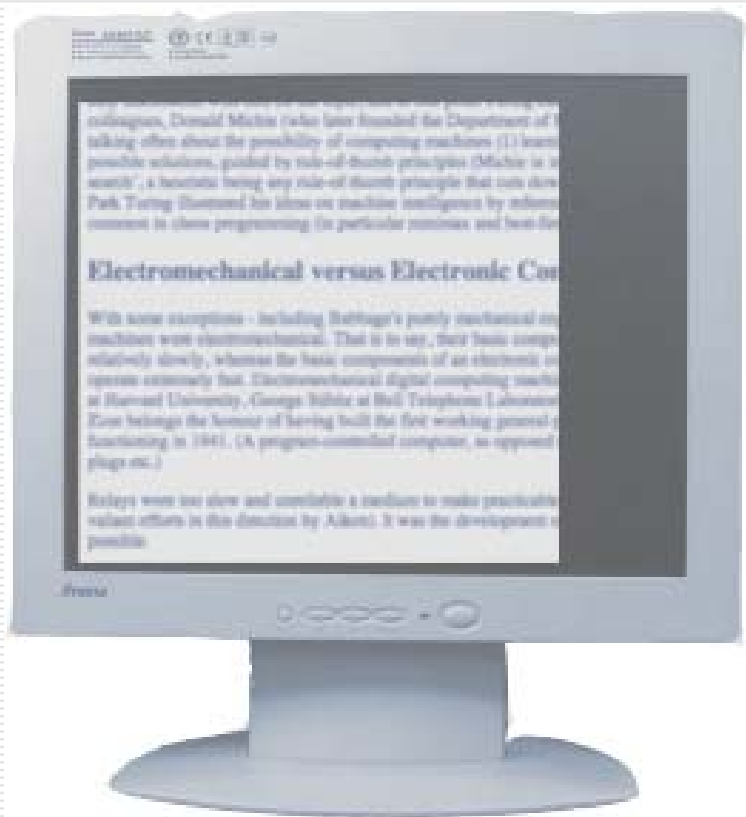 colleagues, Donald Michie (who later founded the Department of
talking often about the possibility of computing machines (1) learn
possible solutions, guided by rule-of-thumb principles (Michie is
search', a heuristic being any rule-of-thumb principle that cuts dow
Park Turing illustrated his ideas on machine intelligence by referen
common in chess programming (in particular minimax and best-fir
Electromechanical versus Electronic Co
With some exceptions - including Babbage's purely mechanical
machines were electromechanical. That is to say, their basic comp
relatively slowly, whereas the basic components of an electronic
operate extremely fast. Electromechanical digital computing machi
at Harvard University, George Stibitz at Bell Telephone Laborator
Zuse belongs the honour of having built the first working general-p
functioning in 1941. (A program-controlled computer, as opposed
plugs etc.)
Relays were too slow and unreliable a medium to make practicable
valiant efforts in this direction by Aiken). It was the development
possible.